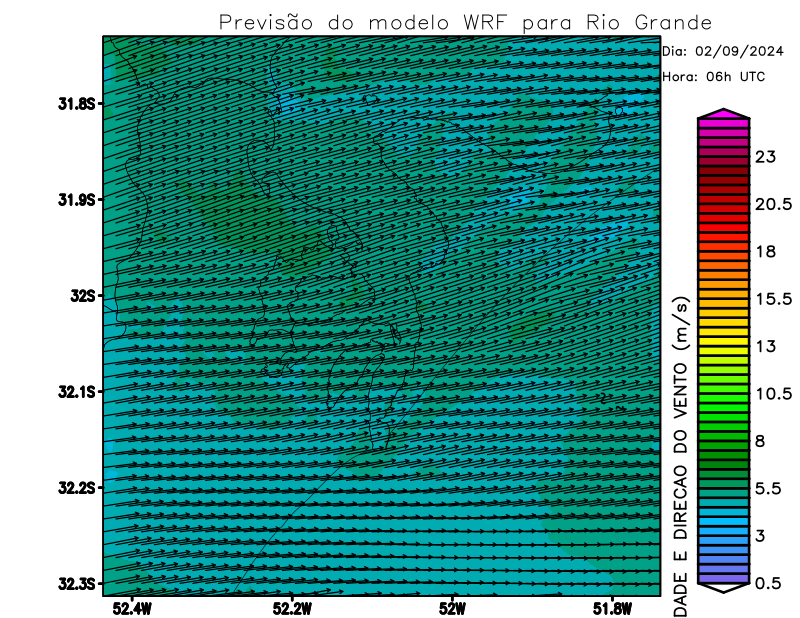 Previsão do modelo WRF para Rio Grande
Dia: 02/09/2024
Hora: 06h UTC
31.8S
31.9S
32S
32.1S
32.2S
32.3S
52.4W
52.2W
52W
51.8W
23
20.5
18
15.5
13
10.5
8
5.5
3
0.5
DADE E DIRECAO DO VENTO (m/s)